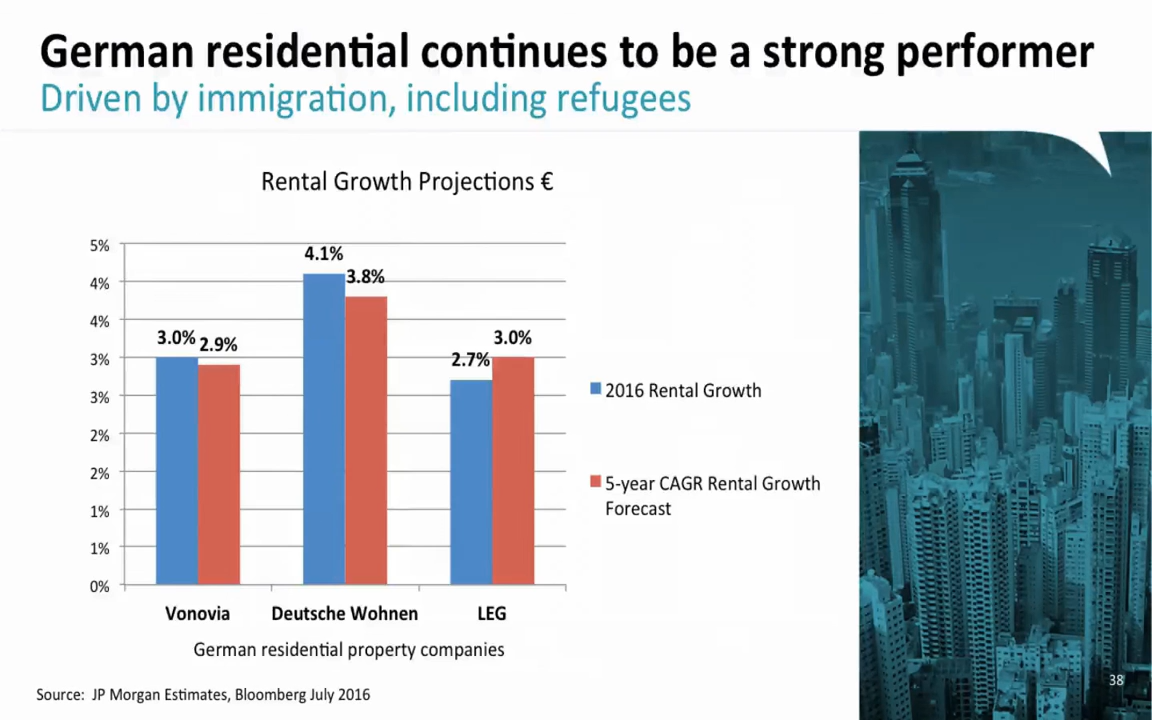 German residential continues to be a strong performer
Driven by immigration, including refugees
Rental Growth Projections €
5%
4%
4%
3%
3%
2%
2%
1%
1%
0%
4.1%
3.8%
3.0%
2.9%
2.7%
3.0%
2016 Rental Growth
5-year CAGR Rental Growth
Forecast
Vonovia
Deutsche Wohnen
LEG
German residential property companies
Source: JP Morgan Estimates, Bloomberg July 2016
38